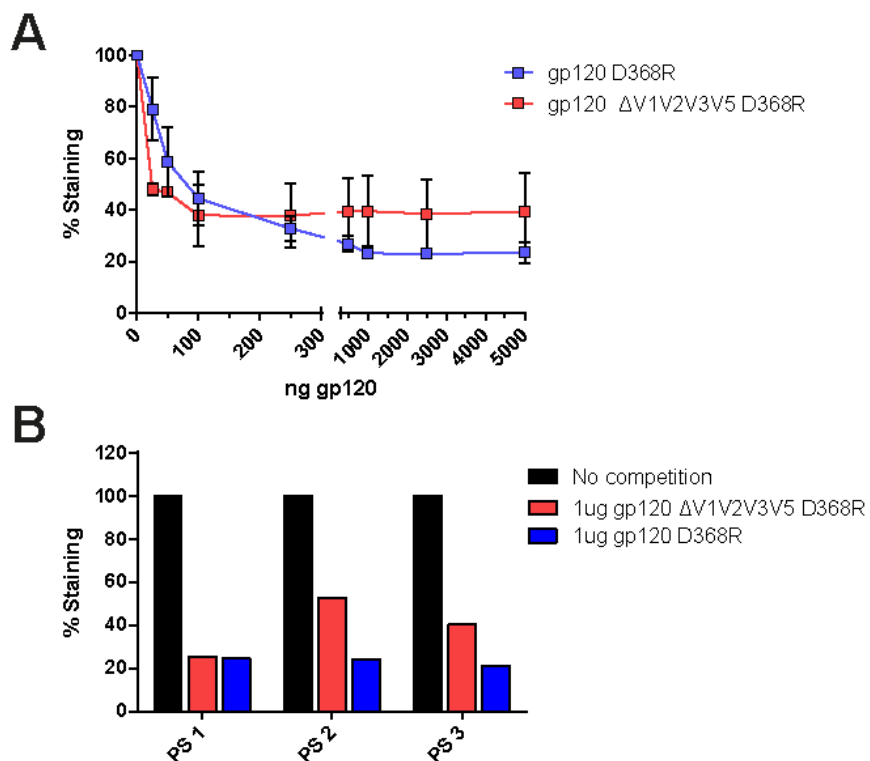 A
100
80
60
40
20
0
% Staining
0
100
200
300
1000
2000
3000
4000
5000
ng gp120
gp120 D368R
gp120 ΔV1V2V3V5 D368R
B
120
100
80
60
40
20
0
% Staining
PS 1
PS 2
PS 3
No competition
1ug gp120 ΔV1V2V3V5 D368R
1ug gp120 D368R